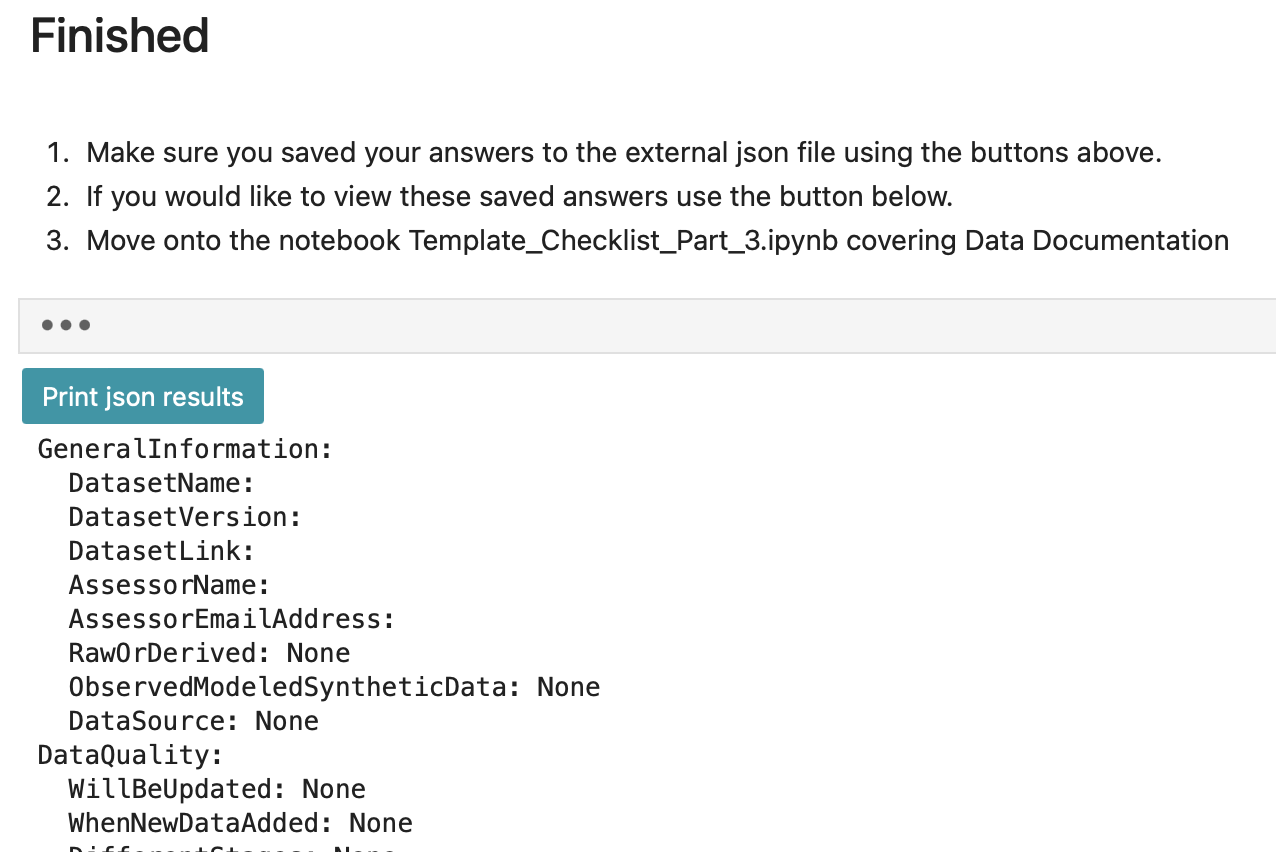 Finished
1. Make sure you saved your answers to the external json file using the buttons above.
2. If you would like to view these saved answers use the button below.
3. Move onto the notebook Template_Checklist_Part_3.ipynb covering Data Documentation
Print json results
GeneralInformation:
DatasetName:
DatasetVersion:
DatasetLink:
AssessorName:
AssessorEmailAddress:
RawOrDerived: None
ObservedModeledSyntheticData: None
DataSource: None
DataQuality:
WillBeUpdated: None
WhenNewDataAdded: None
DifferentStages: None